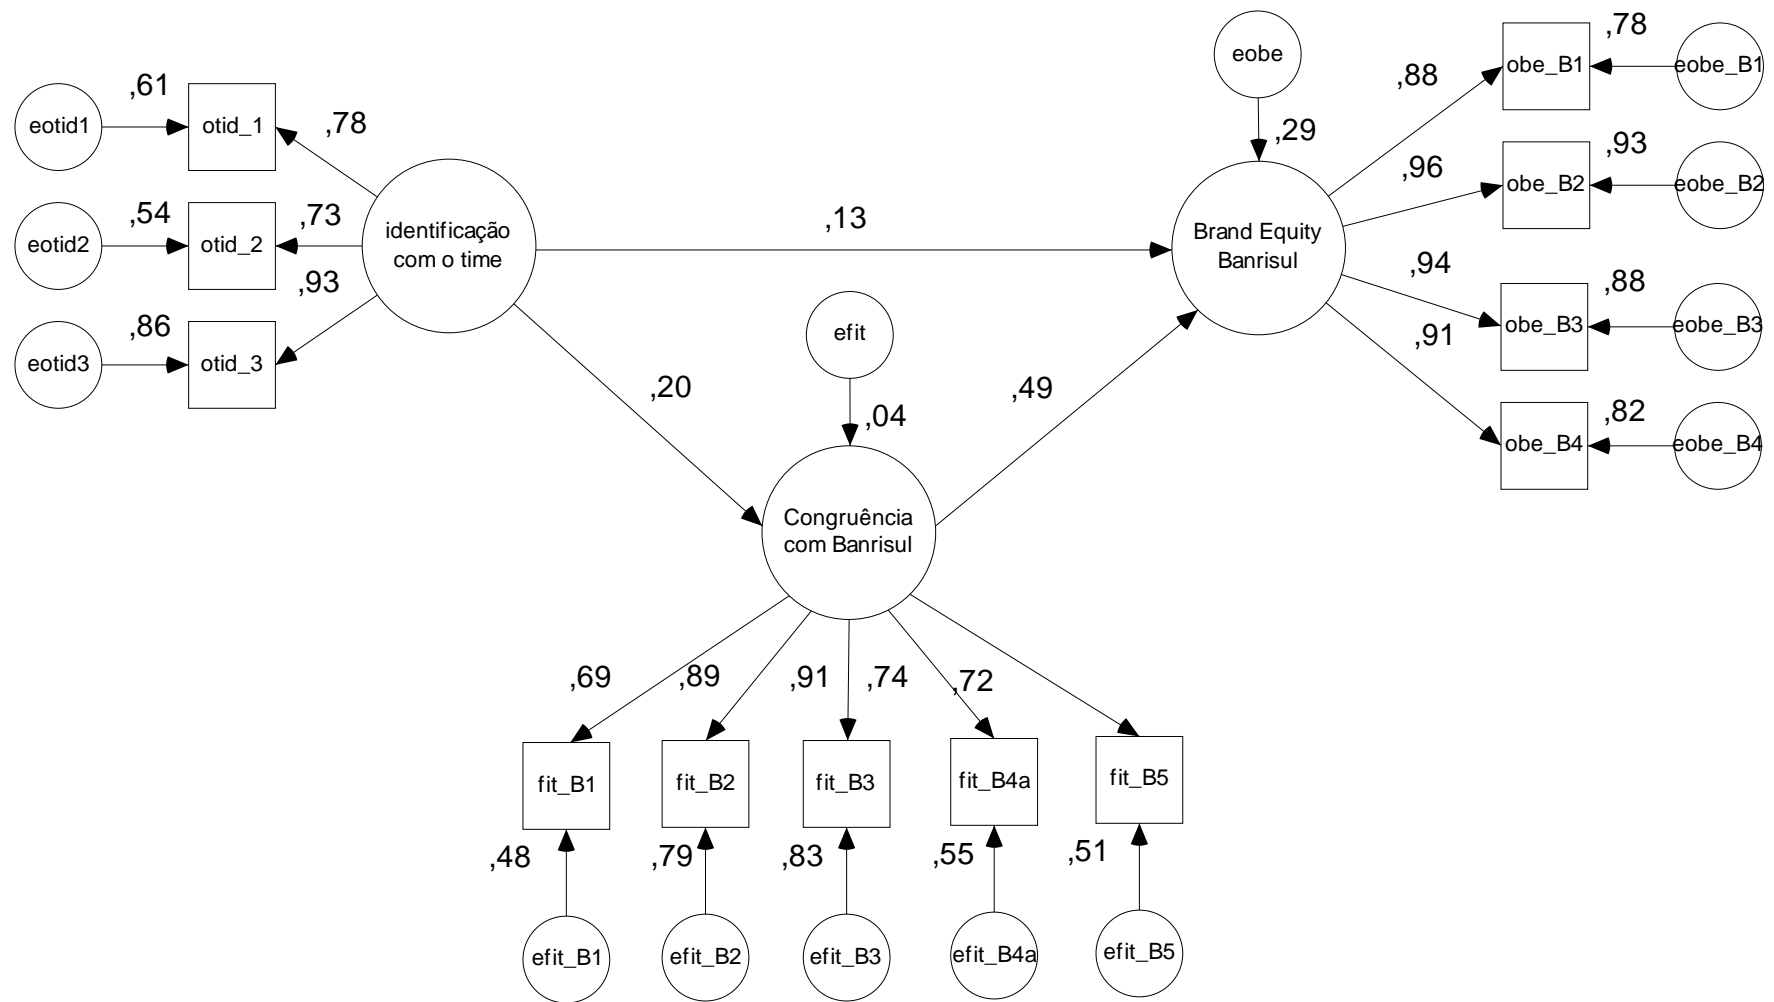 eobe
,78
obe_B1
eobe_B1
,88
,61
eotid1
otid_1
,78
,29
,93
,96
obe_B2
eobe_B2
,54
,73
eotid2
otid_2
identificação
com o time
,13
Brand Equity
Banrisul
,94
,88
,93
obe_B3
eobe_B3
,86
efit
,91
eotid3
otid_3
,20
,49
,04
,82
obe_B4
eobe_B4
Congruência
com Banrisul
,69
,89
,91
,74
,72
fit_B1
fit_B2
fit_B3
fit_B4a
fit_B5
,48
,79
,83
,55
,51
efit_B1
efit_B2
efit_B3
efit_B4a
efit_B5